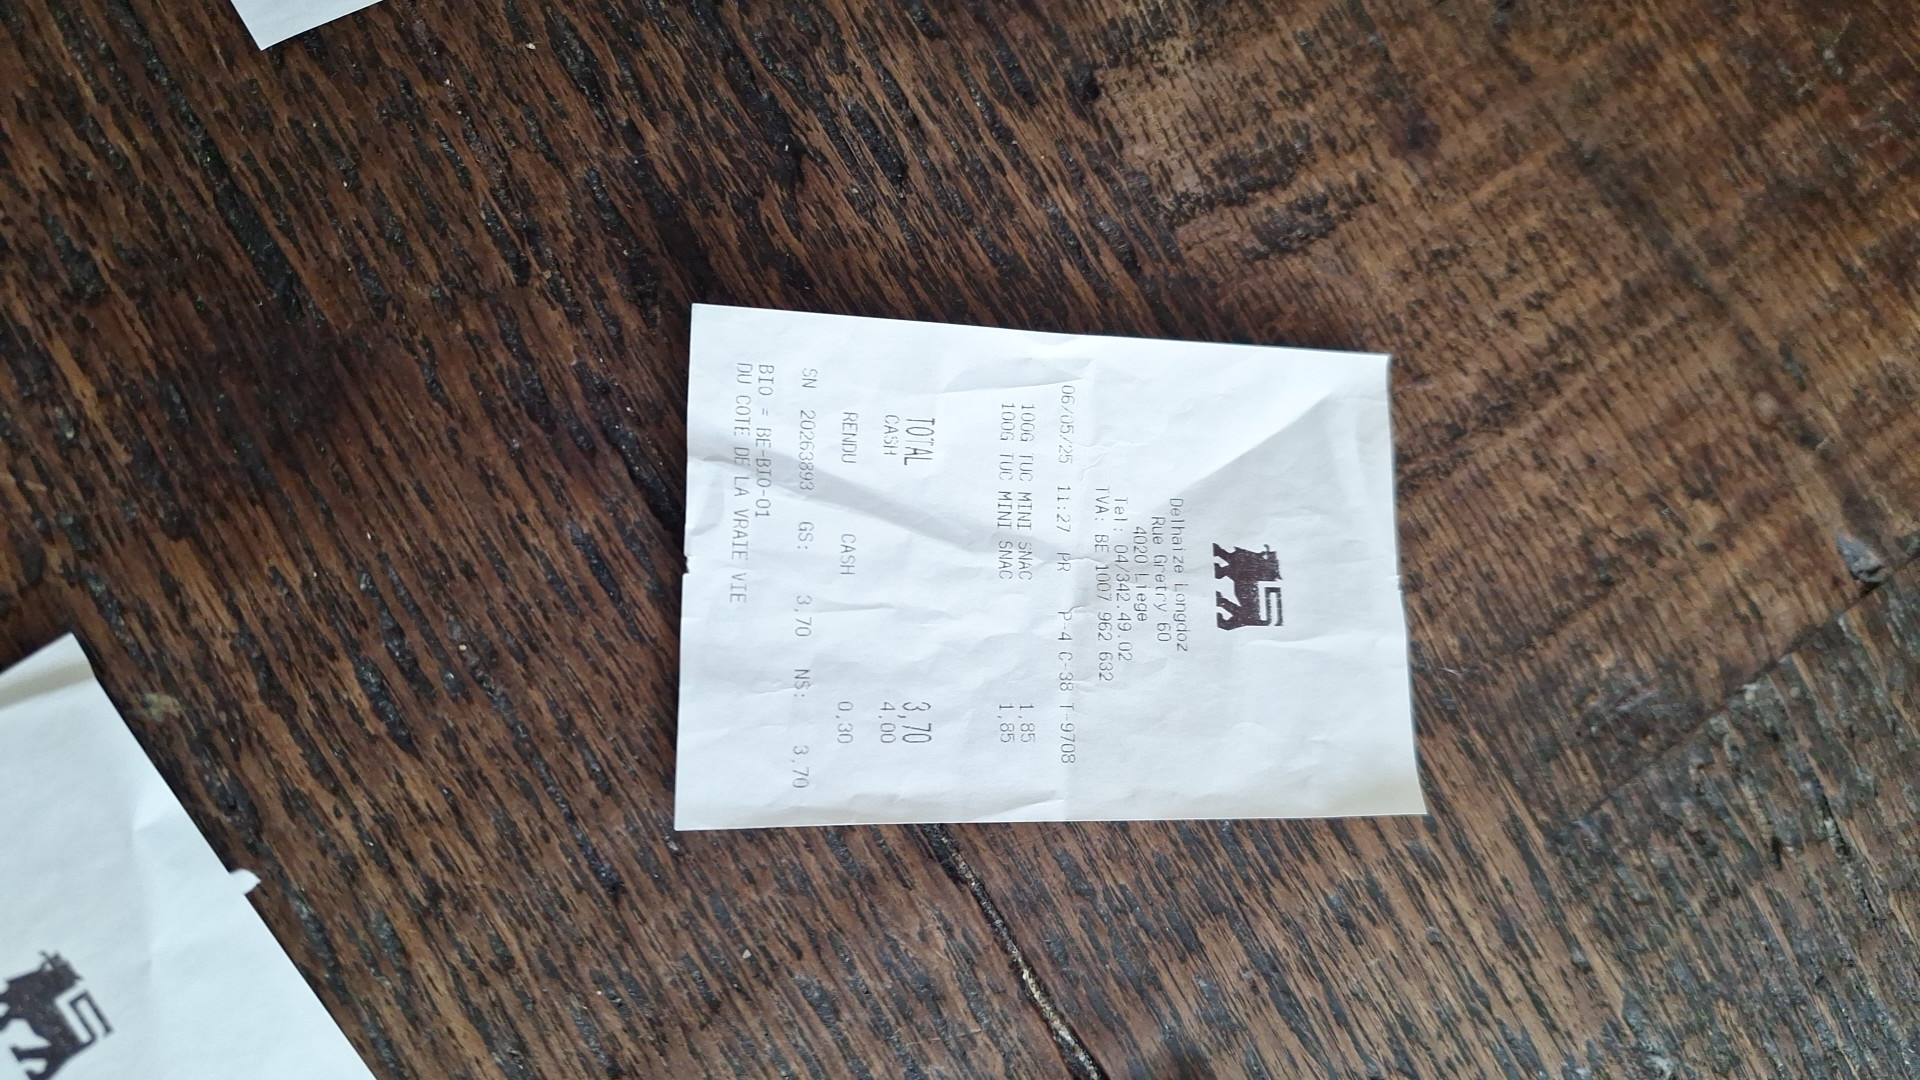 Delhaize Longdoz
Rue Gretry 60
4020 Liege
Tel: 04/342.49.02
TVA: BE 1007 962 632
06/05/25 11:27 PR P-4 C-38 T-9708
100G TUC MINI SNAC 1,85
100G TUC MINI SNAC 1,85
TOTAL 3,70
CASH 4,00
RENDU CASH 0,30
SN 20263893 GS: 3,70 NS: 3,70
BIO = BE-BIO-01
DU COTE DE LA VRAIE VIE